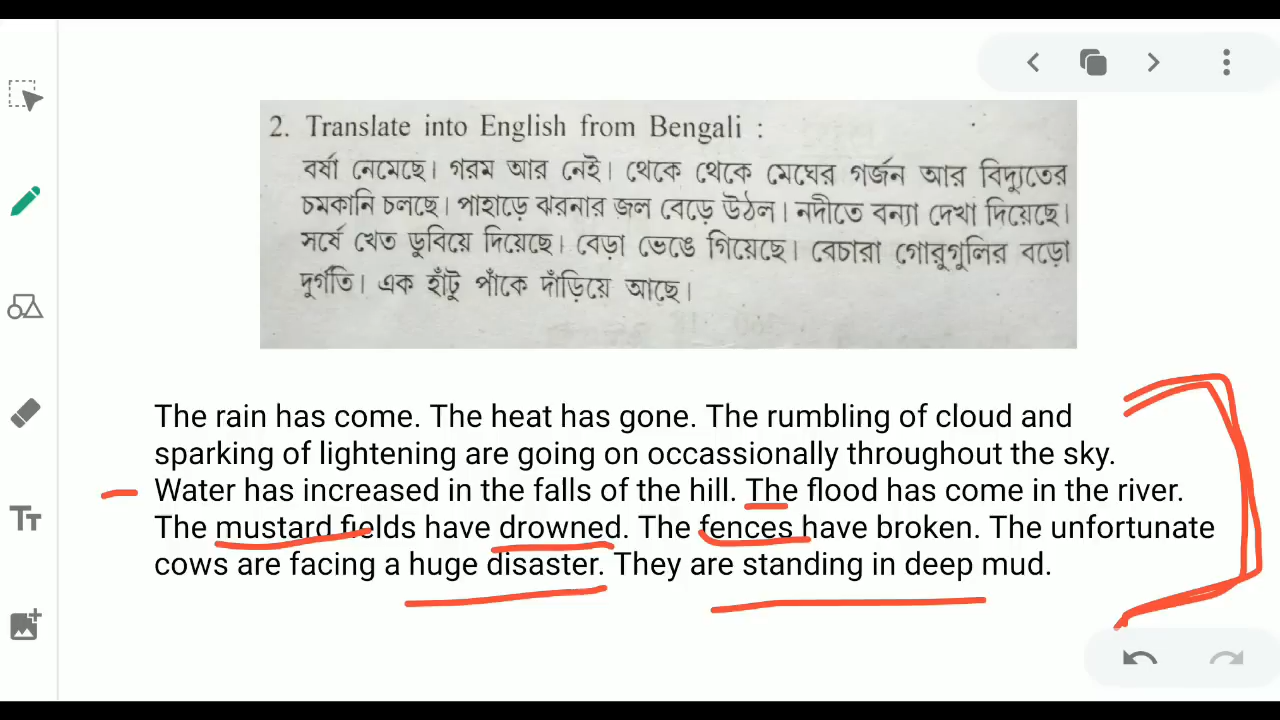 2. Translate into English from Bengali :
বর্ষা নেমেছে। গরম আর নেই। থেকে থেকে মেঘের গর্জন আর বিদ্যুতের
চমকানি চলছে। পাহাড়ে ঝরনার জল বেড়ে উঠল। নদীতে বন্যা দেখা দিয়েছে।
সর্ষে খেত ডুবিয়ে দিয়েছে। বেড়া ভেঙে গিয়েছে। বেচারা গোরুগুলির বড়ো
দুর্গতি। এক হাঁটু পাঁকে দাঁড়িয়ে আছে।
The rain has come. The heat has gone. The rumbling of cloud and
sparking of lightening are going on occassionally throughout the sky.
Water has increased in the falls of the hill. The flood has come in the river.
The mustard fields have drowned. The fences have broken. The unfortunate
cows are facing a huge disaster. They are standing in deep mud.
Tт